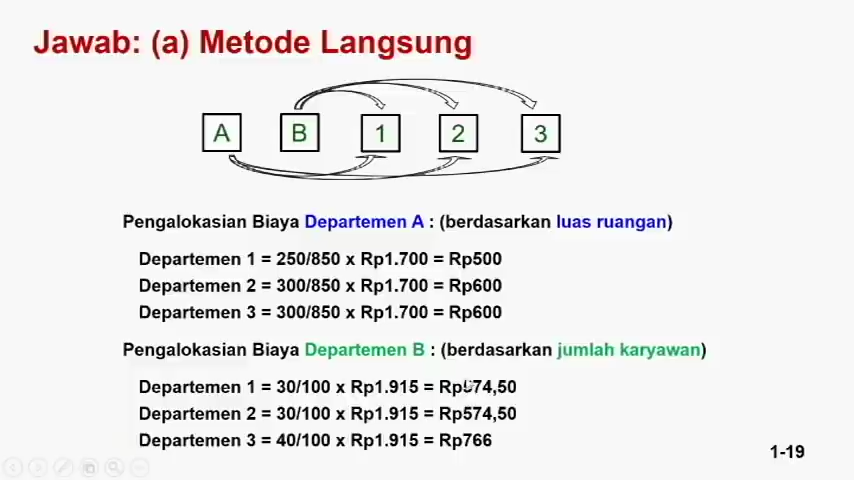 Jawab: (a) Metode Langsung
A B 1 2 3
Pengalokasian Biaya Departemen A : (berdasarkan luas ruangan)
Departemen 1 = 250/850 x Rp1.700 = Rp500
Departemen 2 = 300/850 x Rp1.700 = Rp600
Departemen 3 = 300/850 x Rp1.700 = Rp600
Pengalokasian Biaya Departemen B : (berdasarkan jumlah karyawan)
Departemen 1 = 30/100 x Rp1.915 = Rp574,50
Departemen 2 = 30/100 x Rp1.915 = Rp574,50
Departemen 3 = 40/100 x Rp1.915 = Rp766
1-19